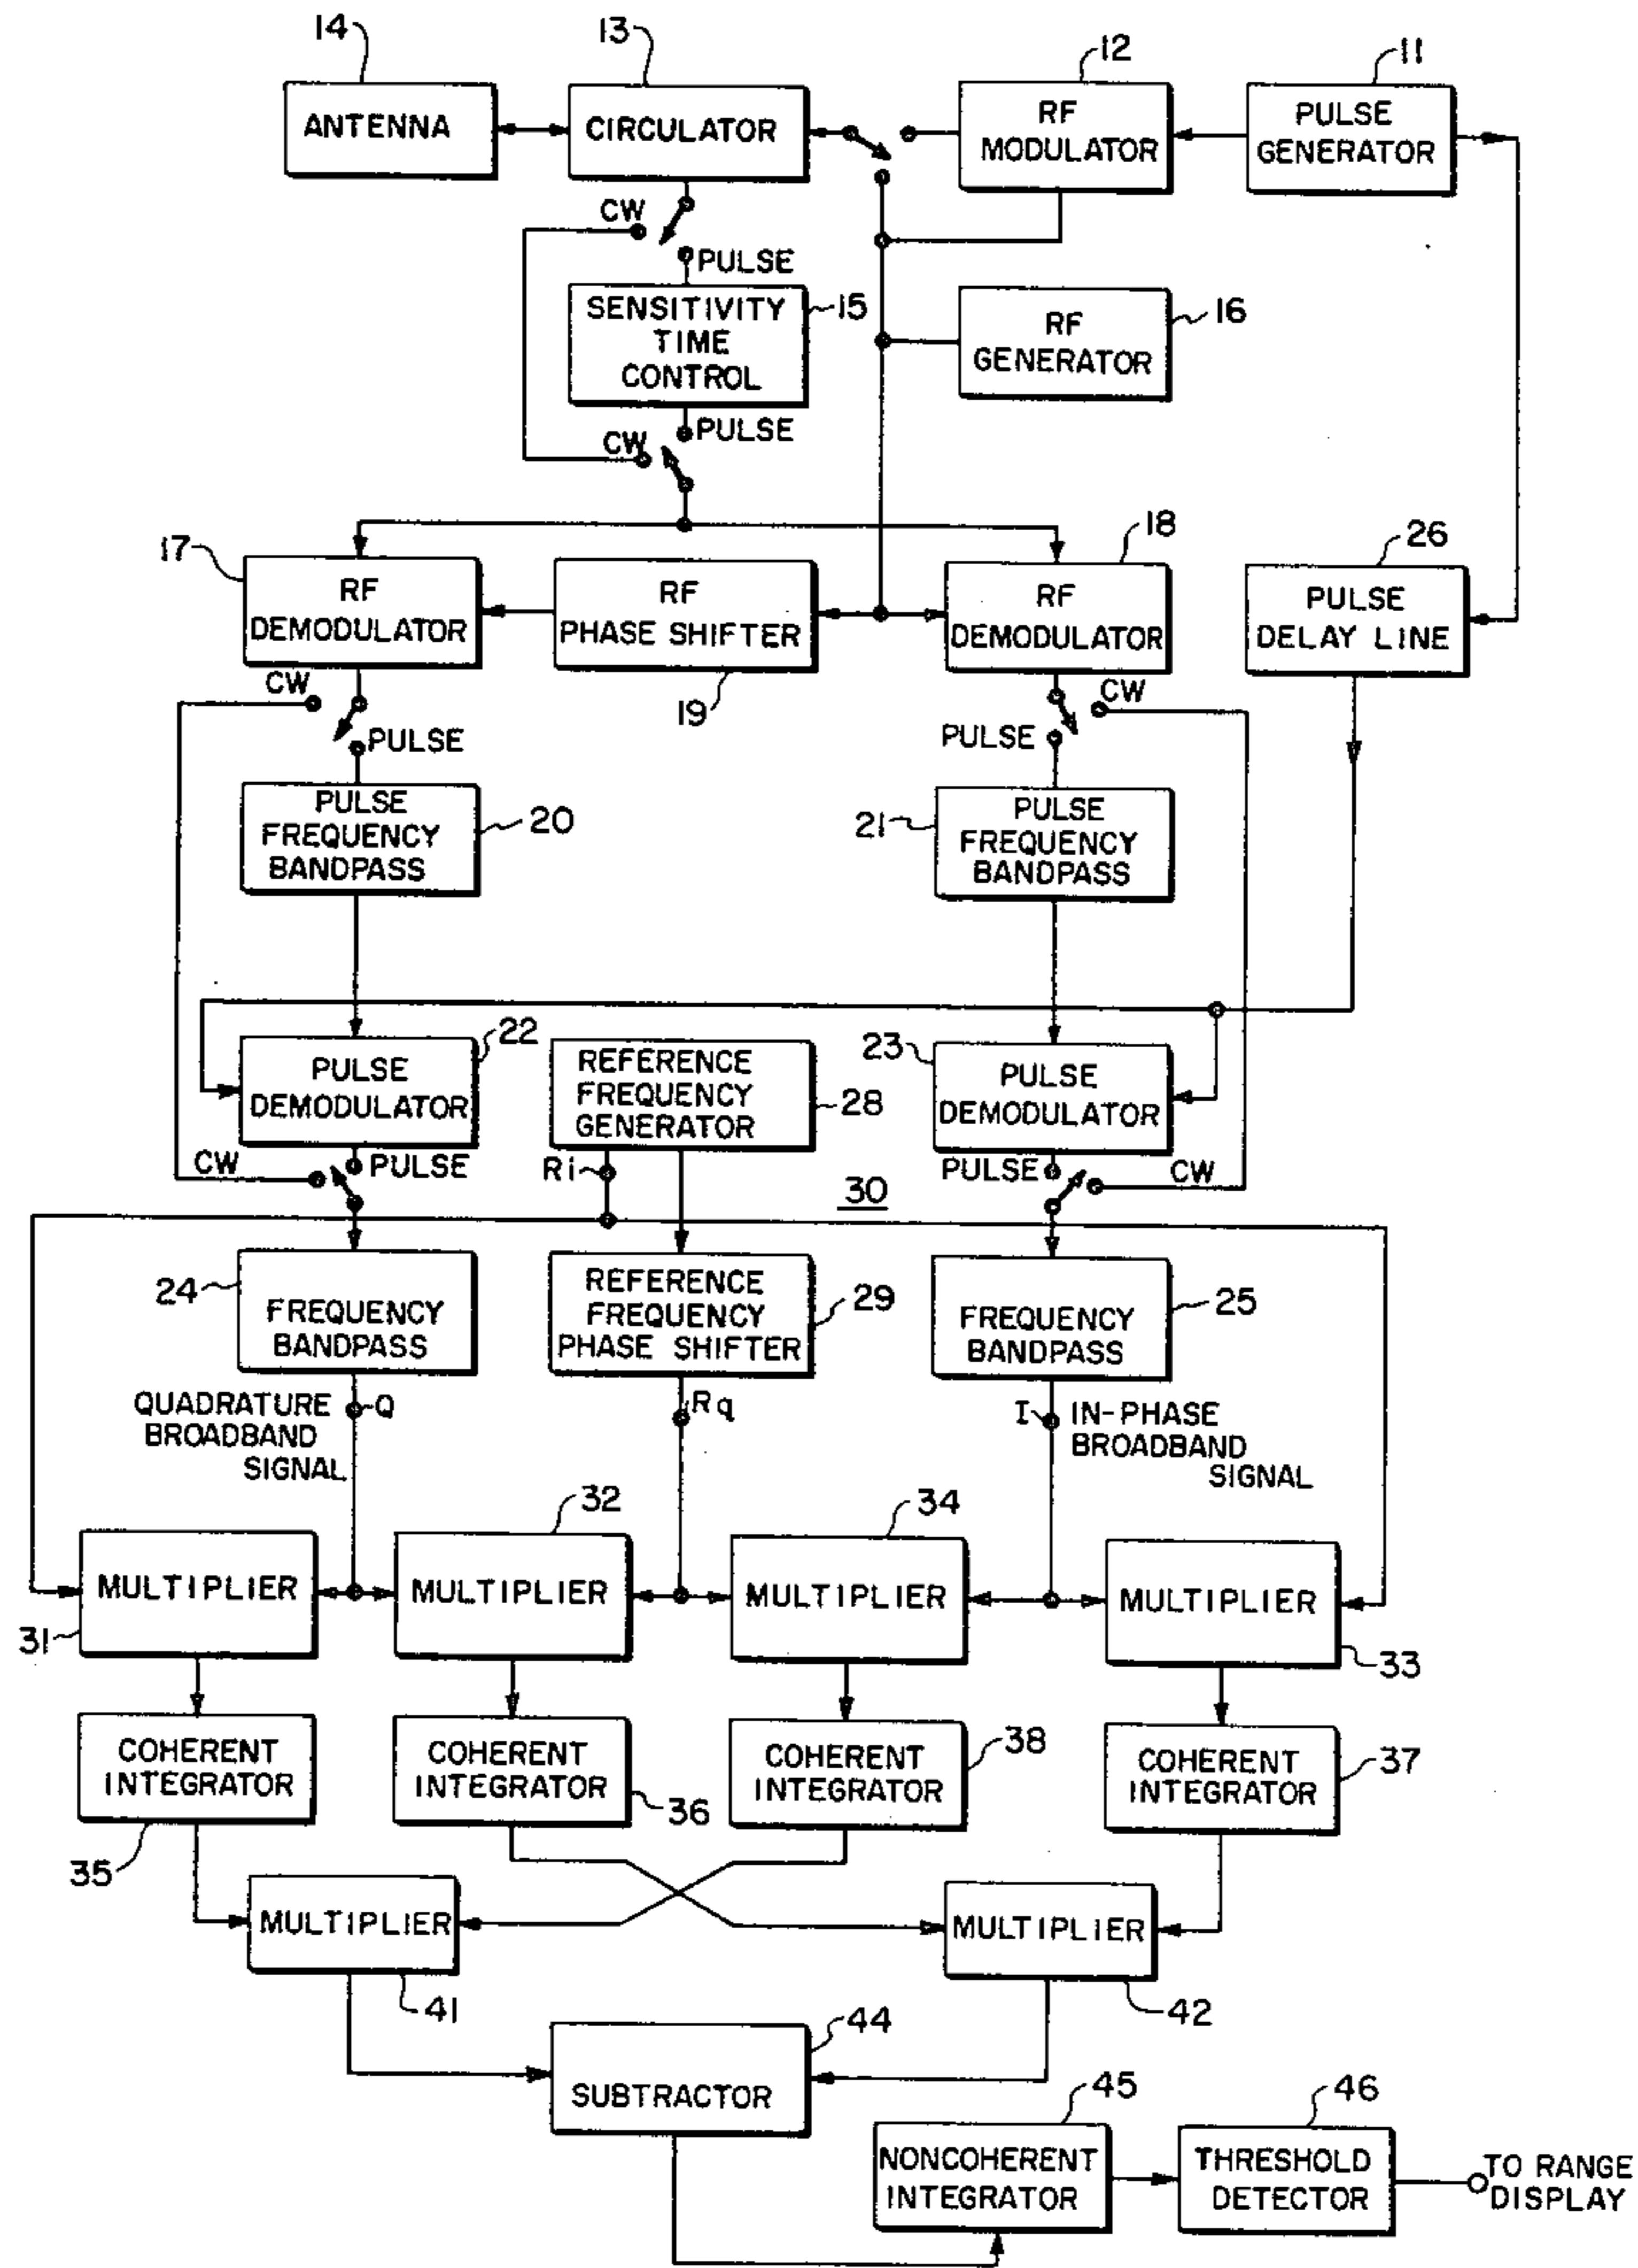 14
13
12
11
ANTENNA
CIRCULATOR
RF
MODULATOR
PULSE
GENERATOR
CW
PULSE
SENSITIVITY
TIME
CONTROL
15
RF
GENERATOR
16
PULSE
CW
17
RF
DEMODULATOR
RF
PHASE SHIFTER
19
18
RF
DEMODULATOR
26
PULSE
DELAY LINE
CW
PULSE
CW
PULSE
PULSE
FREQUENCY
BANDPASS
20
21
PULSE
FREQUENCY
BANDPASS
22
PULSE
DEMODULATOR
REFERENCE
FREQUENCY
GENERATOR
28
23
PULSE
DEMODULATOR
CW
PULSE
Ri
30
PULSE
CW
24
FREQUENCY
BANDPASS
REFERENCE
FREQUENCY
PHASE SHIFTER
29
FREQUENCY
BANDPASS
25
QUADRATURE
BROADBAND
SIGNAL
Q
Rq
I
IN-PHASE
BROADBAND
SIGNAL
32
34
MULTIPLIER
MULTIPLIER
MULTIPLIER
MULTIPLIER
31
33
COHERENT
INTEGRATOR
COHERENT
INTEGRATOR
36
COHERENT
INTEGRATOR
38
COHERENT
INTEGRATOR
37
35
MULTIPLIER
MULTIPLIER
41
42
44
SUBTRACTOR
45
46
NONCOHERENT
INTEGRATOR
THRESHOLD
DETECTOR
TO RANGE
DISPLAY